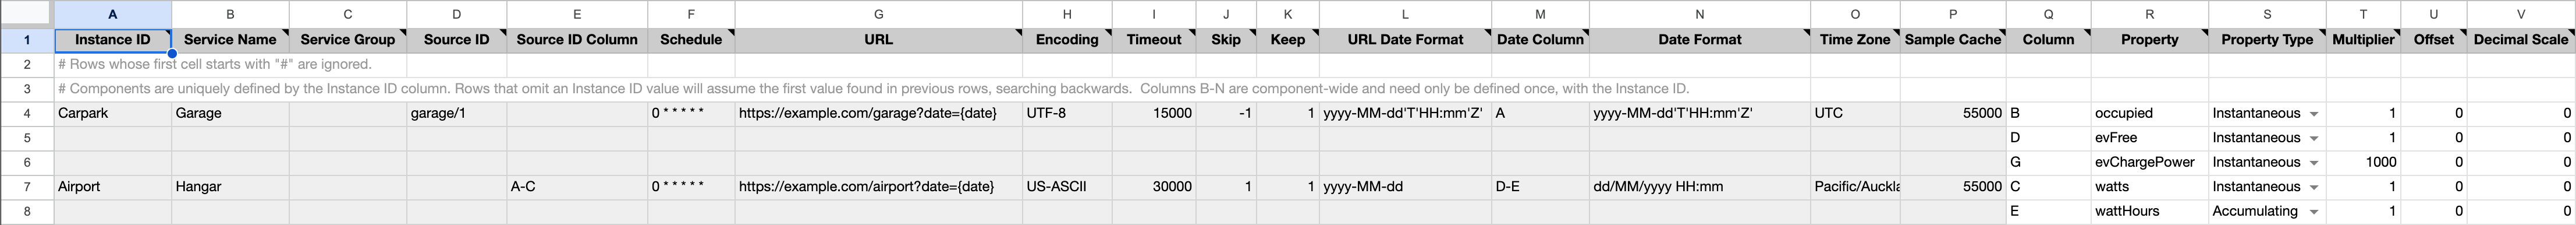 A B C D E F G H I J K L M N O P Q R S T U V
1 Instance ID Service Name Service Group Source ID Source ID Column Schedule URL Encoding Timeout Skip Keep URL Date Format Date Column Date Format Time Zone Sample Cache Column Property Property Type Multiplier Offset Decimal Scale
2 # Rows whose first cell starts with "#" are ignored.
3 # Components are uniquely defined by the Instance ID column. Rows that omit an Instance ID value will assume the first value found in previous rows, searching backwards. Columns B-N are component-wide and need only be defined once, with the Instance ID.
4 Carpark Garage garage/1 0 * * * * * https://example.com/garage?date={date} UTF-8 15000 -1 1 yyyy-MM-dd'T'HH:mm'Z' A yyyy-MM-dd'T'HH:mm'Z' UTC 55000 B occupied Instantaneous 1 0 0
5 D evFree Instantaneous 1 0 0
6 G evChargePower Instantaneous 1000 0 0
7 Airport Hangar A-C 0 * * * * * https://example.com/airport?date={date} US-ASCII 30000 1 1 yyyy-MM-dd D-E dd/MM/yyyy HH:mm Pacific/Auckla 55000 C watts Instantaneous 1 0 0
8 E wattHours Accumulating 1 0 0